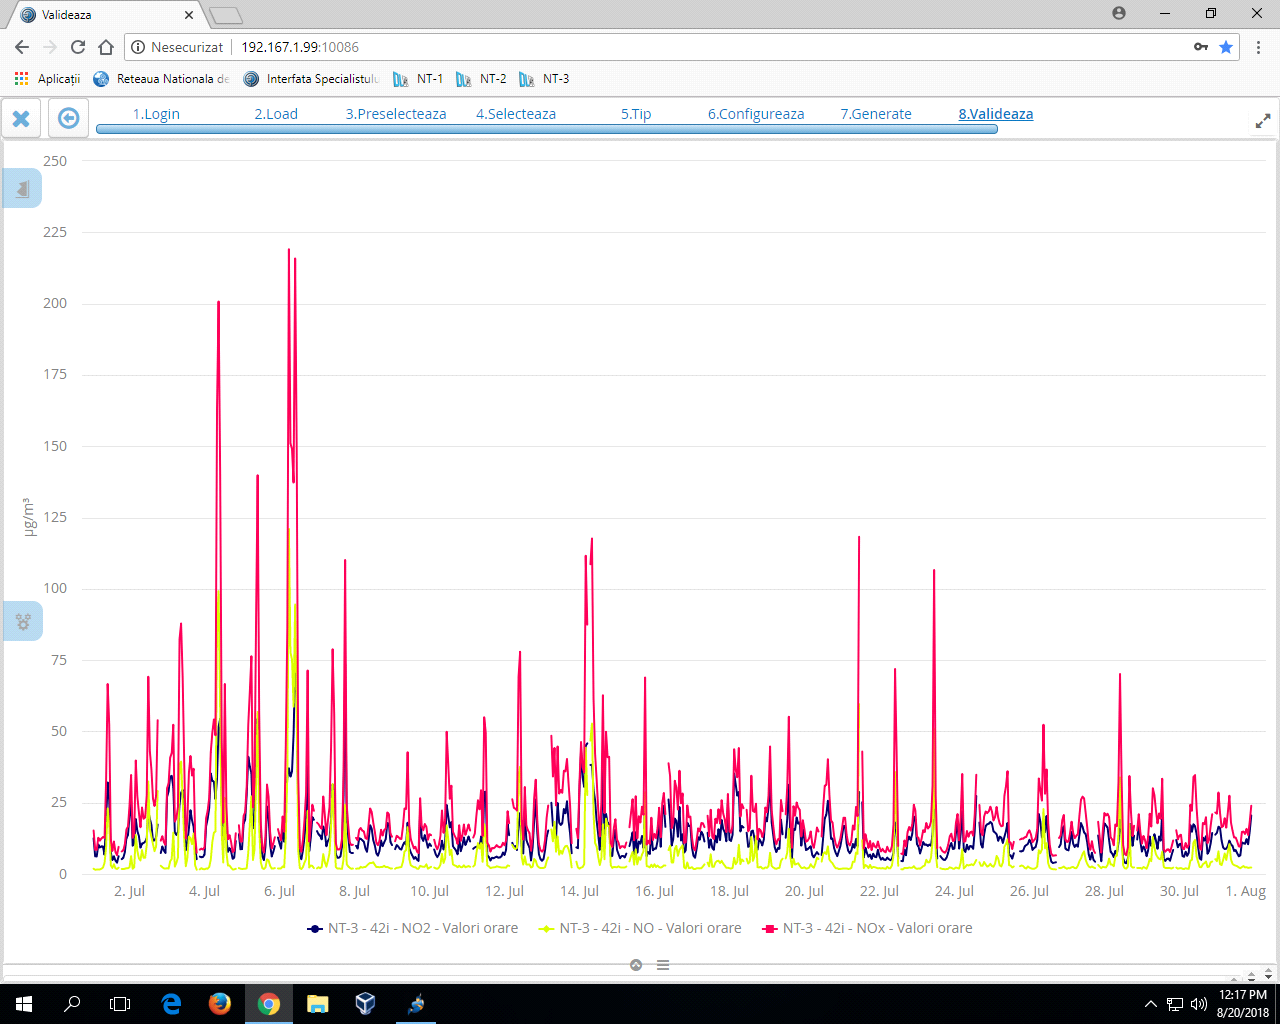 Valideaza
Nesecurizat 192.167.1.99:10086
Aplicații Reteaua Nationala de Interfata Specialistulu NT-1 NT-2 NT-3
1.Login 2.Load 3.Preselecteaza 4.Selecteaza 5.Tip 6.Configureaza 7.Generate 8.Valideaza
250
225
200
175
150
125
100
75
50
25
0
µg/m³
2. Jul 4. Jul 6. Jul 8. Jul 10. Jul 12. Jul 14. Jul 16. Jul 18. Jul 20. Jul 22. Jul 24. Jul 26. Jul 28. Jul 30. Jul 1. Aug
NT-3 - 42i - NO2 - Valori orare NT-3 - 42i - NO - Valori orare NT-3 - 42i - NOx - Valori orare
12:17 PM
8/20/2018